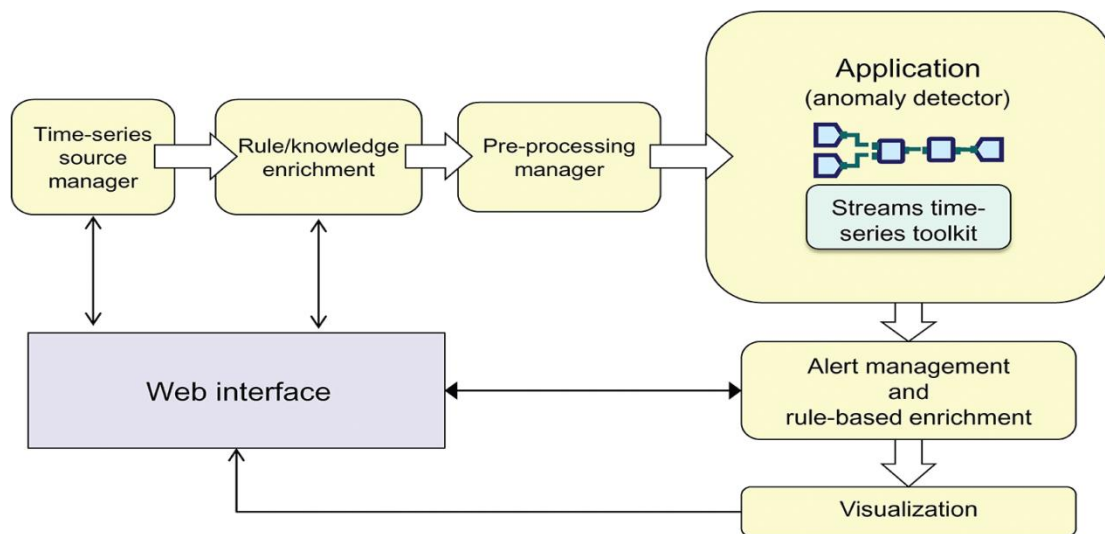 Time-series
source
manager
Rule/knowledge
enrichment
Pre-processing
manager
Application
(anomaly detector)
Streams time-
series toolkit
Web interface
Alert management
and
rule-based enrichment
Visualization